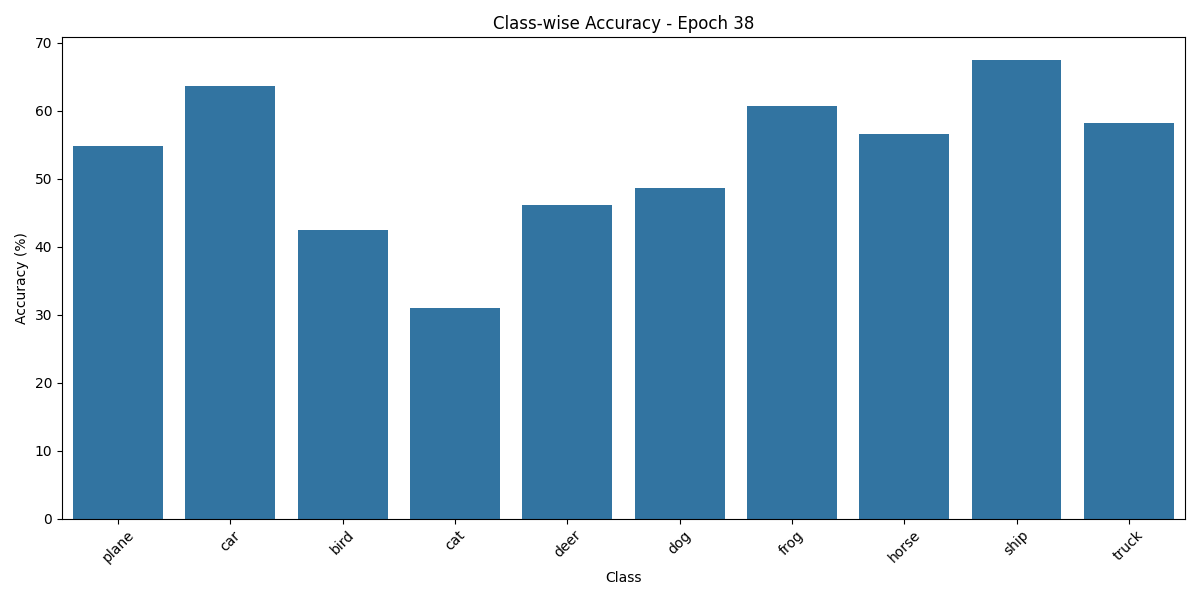 Class-wise Accuracy - Epoch 38
70
60
50
40
30
20
10
0
Accuracy (%)
plane
car
bird
cat
deer
dog
frog
horse
ship
truck
Class